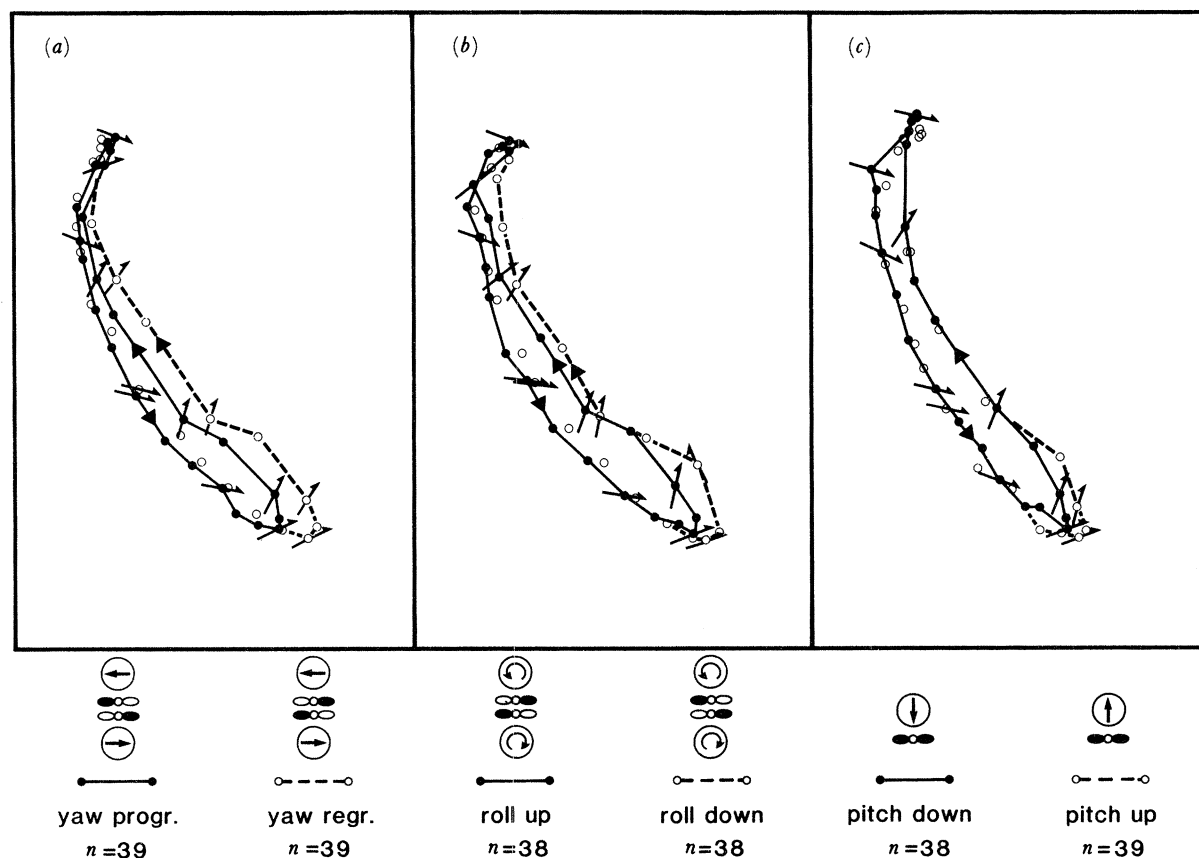 (a) (b) (c)
yaw progr. yaw regr. roll up roll down pitch down pitch up
n=39 n=39 n=38 n=38 n=38 n=39